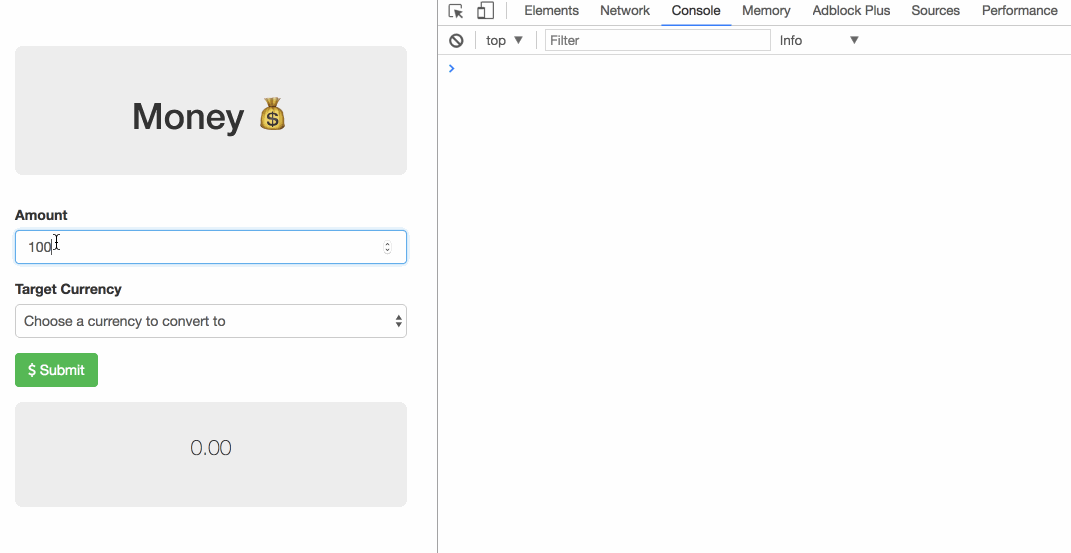 Elements Network Console Memory Adblock Plus Sources Performance
top ▼ Filter Info ▼
Money 💰
Amount
100
Target Currency
Choose a currency to convert to
$ Submit
0.00